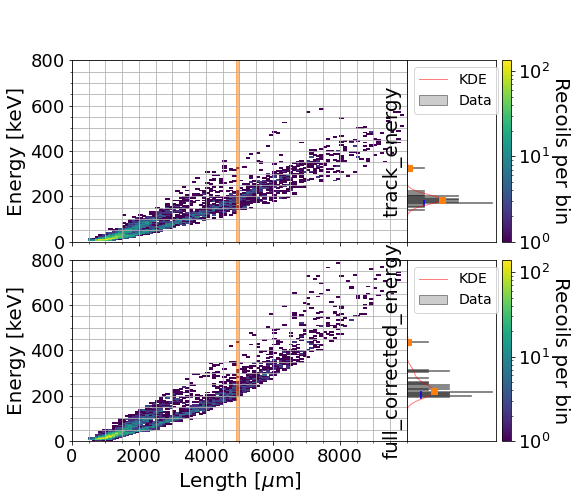 800
600
400
200
0
Energy [keV]
track_energy
KDE
Data
10²
10¹
10⁰
Recoils per bin
800
600
400
200
0
Energy [keV]
0 2000 4000 6000 8000
Length [μm]
full_corrected_energy
KDE
Data
10²
10¹
10⁰
Recoils per bin